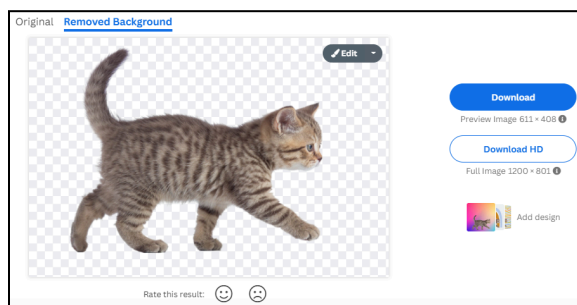 Original Removed Background
Edit
Download
Preview Image 611 × 408
Download HD
Full Image 1200 × 801
Add design
Rate this result: